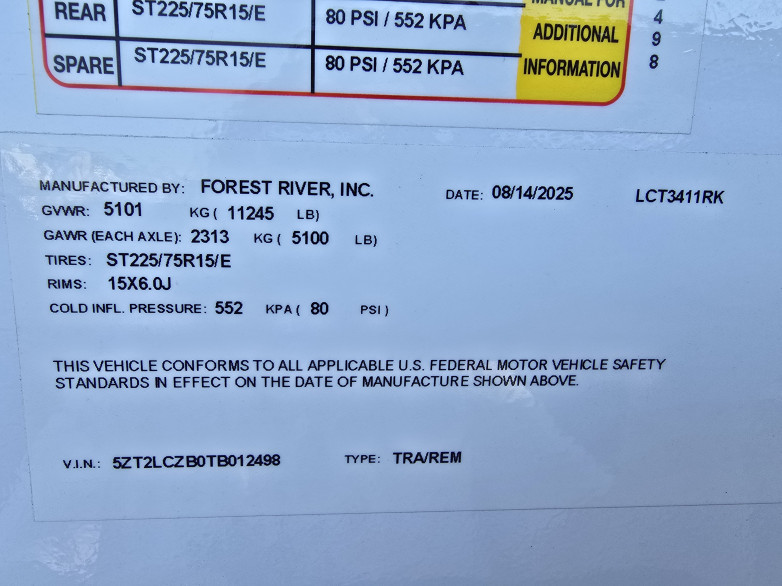 MANUAL FOR
REAR ST225/75R15/E 80 PSI / 552 KPA
ADDITIONAL
SPARE ST225/75R15/E 80 PSI / 552 KPA
INFORMATION
4
9
8
MANUFACTURED BY: FOREST RIVER, INC. DATE: 08/14/2025 LCT3411RK
GVWR: 5101 KG ( 11245 LB)
GAWR (EACH AXLE): 2313 KG ( 5100 LB)
TIRES: ST225/75R15/E
RIMS: 15X6.0J
COLD INFL. PRESSURE: 552 KPA ( 80 PSI )
THIS VEHICLE CONFORMS TO ALL APPLICABLE U.S. FEDERAL MOTOR VEHICLE SAFETY
STANDARDS IN EFFECT ON THE DATE OF MANUFACTURE SHOWN ABOVE.
V.I.N.: 5ZT2LCZB0TB012498 TYPE: TRA/REM